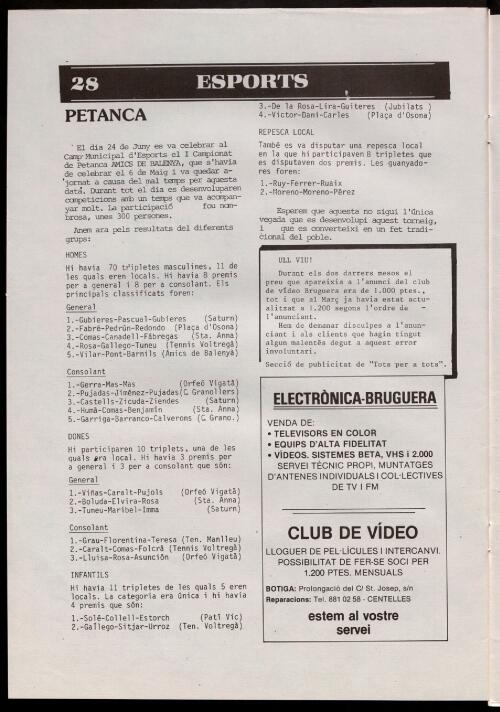 28 ESPORTS
PETANCA
El dia 24 de Juny es va celebrar al
Camp Municipal d'Esports el I Campionat
de Petanca AMICS DE BALENYA, que s'havia
de celebrar el 6 de Maig i va quedar a-
jornat a causa del mal temps per aquesta
data. Durant tot el dia es desenvoluparen
competicions amb un temps que va acompan-
yar molt. La participació fou nom-
brosa, unes 300 persones.
Anem ara pels resultats del diferents
grups:
HOMES
Hi havia 70 tripletes masculines, 11 de
les quals eren locals. Hi havia 8 premis
per a general i 8 per a consolant. Els
principals classificats foren:
General
1.-Gubieres-Pascual-Gubieres (Saturn)
2.-Fabré-Pedrún-Redondo (Plaça d'Osona)
3.-Comas-Canadell-Fàbregas (Sta. Anna)
4.-Rosa-Gallego-Tuneu (Tennis Voltregà)
5.-Vilar-Pont-Barmils (Amics de Balenyà)
Consolant
1.-Gerra-Mas-Mas (Orfeó Vigatà)
2.-Pujadas-Jiménez-Pujadas(C. Granollers)
3.-Castells-Zicuda-Ziendes (Saturn)
4.-Humà-Comas-Benjamin (Sta. Anna)
5.-Garriga-Barranco-Calverons (C. Grano.)
DONES
Hi participaren 10 tripletes, una de les
quals era local. Hi havia 3 premis per
a general i 3 per a consolant que són:
General
1.-Viñas-Caralt-Pujols (Orfeó Vigatà)
2.-Boluda-Elvira-Rosa (Sta. Anna)
3.-Tuneu-Maribel-Imma (Saturn)
Consolant
1.-Grau-Florentina-Teresa (Ten. Manlleu)
2.-Caralt-Comas-Folcrà (Tennis Voltregà)
3.-Lluisa-Rosa-Asunción (Orfeó Vigatà)
INFANTILS
Hi havia 11 tripletes de les quals 5 eren
locals. La categoria era única i hi havia
4 premis que són:
1.-Solé-Collell-Estorch (Patí Vic)
2.-Gallego-Sitjar-Urroz (Ten. Voltregà)
3.-De la Rosa-Lira-Guiteres (Jubilats )
4.-Victor-Dani-Carles (Plaça d'Osona)
REPESCA LOCAL
També es va disputar una repesca local
en la que hi participaven 8 tripletes que
es disputaven dos premis. Les guanyado-
res foren:
1.-Ruy-Ferrer-Ruaix
2.-Moreno-Moreno-Pérez
Esperem que aquesta no sigui l'única
vegada que es desenvolupi aquest torneig,
i que es converteixi en un fet tradi-
cional del poble.
ULL VIU!
Durant els dos darrers mesos el
preu que apareixia a l'anunci del club
de vídeo Bruguera era de 1.000 ptes.,
tot i que al Març ja havia estat actu-
alitzat a 1.200 segons l'ordre de -
l'anunciant.
Hem de demanar disculpes a l'anun-
ciant i als clients que hagin tingut
algun malentès degut a aquest error
involuntari.
Secció de publicitat de "Tots per a tots".
ELECTRÒNICA-BRUGUERA
VENDA DE:
• TELEVISORS EN COLOR
• EQUIPS D'ALTA FIDELITAT
• VÍDEOS. SISTEMES BETA, VHS i 2.000
SERVEI TÈCNIC PROPI, MUNTATGES
D'ANTENES INDIVIDUALS I COL·LECTIVES
DE TV I FM
CLUB DE VÍDEO
LLOGUER DE PEL·LÍCULES I INTERCANVI.
POSSIBILITAT DE FER-SE SOCI PER
1.200 PTES. MENSUALS
BOTIGA: Prolongació del C/ St. Josep, s/n
Reparacions: Tel. 881 02 58 - CENTELLES
estem al vostre
servei